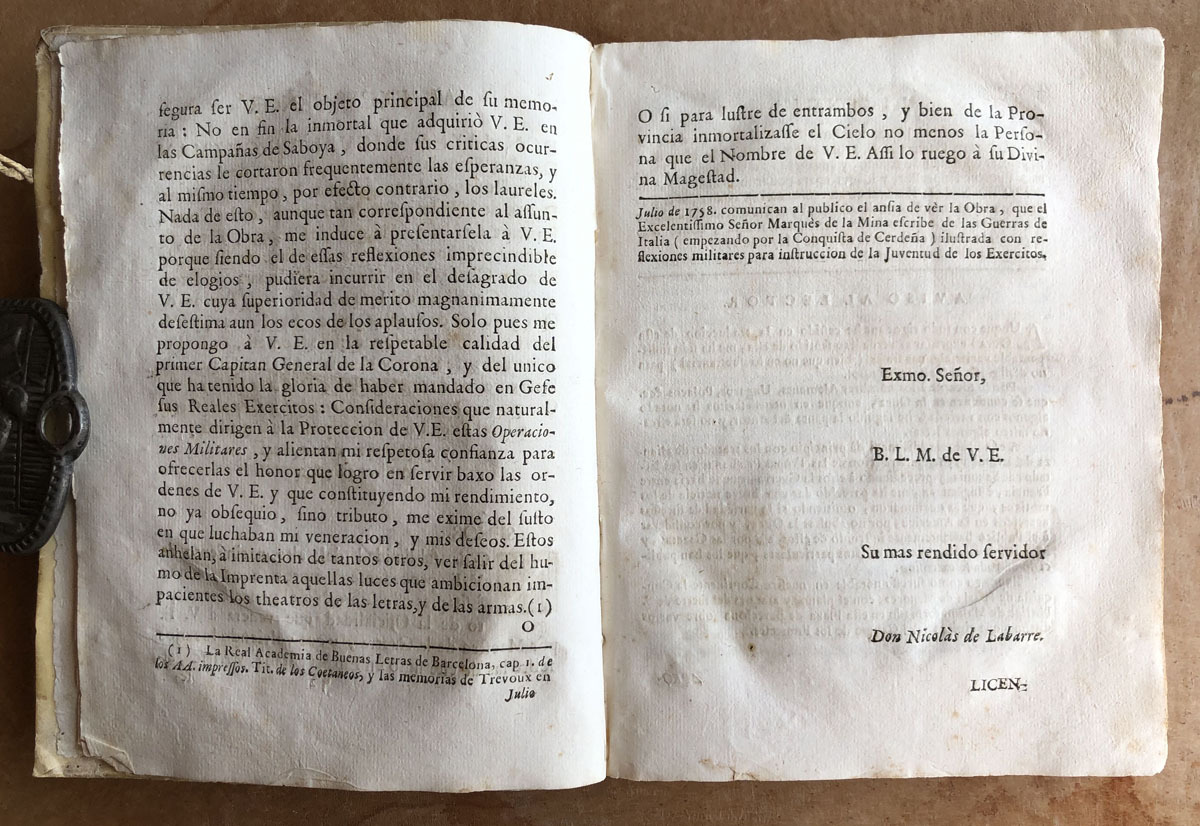 segura ſer V. E. el objeto principal de ſu memo-
ria : No en fin la inmortal que adquiriò V. E. en
las Campañas de Saboya , donde sus criticas ocur-
rencias le cortaron frequentemente las eſperanzas, y
al miſmo tiempo , por efecto contrario , los laureles.
Nada de eſto , aunque tan correſpondiente al aſſun-
to de la Obra , me induce à preſentarſela à V. E.
porque ſiendo el de eſſas reflexiones imprecindible
de elogios , pudiera incurrir en el deſagrado de
V. E. cuya ſuperioridad de merito magnanimamente
deſeſtima aun los ecos de los aplauſos. Solo pues me
propongo à V. E. en la reſpetable calidad del
primer Capitan General de la Corona , y del unico
que ha tenido la gloria de haber mandado en Gefe
ſus Reales Exercitos : Conſideraciones que natural-
mente dirigen à la Proteccion de V.E. eſtas Operacio-
nes Militares , y alientan mi reſpetoſa confianza para
ofrecerlas el honor que logro en ſervir baxo las or-
denes de V. E. y que conſtituyendo mi rendimiento,
no ya obſequio , ſino tributo , me exime del ſuſto
en que luchaban mi veneracion , y mis deſeos. Eſtos
anhelan, à imitacion de tantos otros, ver ſalir del hu-
mo de la Imprenta aquellas luces que ambicionan im-
pacientes los theatros de las letras,y de las armas.(1)
O
(1) La Real Academia de Buenas Letras de Barcelona, cap 1. de
los AA. impreſſos. Tit. de los Coetaneos, y las memorias de Trevoux en
Julio
O ſi para luſtre de entrambos , y bien de la Pro-
vincia inmortalizaſſe el Cielo no menos la Perſo-
na que el Nombre de V. E. Aſſi lo ruego à ſu Divi-
na Mageſtad.
Julio de 1758. comunican al publico el anſia de vèr la Obra , que el
Excelentiſſimo Señor Marquès de la Mina eſcribe de las Guerras de
Italia ( empezando por la Conquiſta de Cerdeña ) iluſtrada con re-
flexiones militares para inſtruccion de la Juventud de los Exercitos.
Exmo. Señor,
B. L. M. de V. E.
Su mas rendido ſervidor
Don Nicolàs de Labarre.
LICEN-